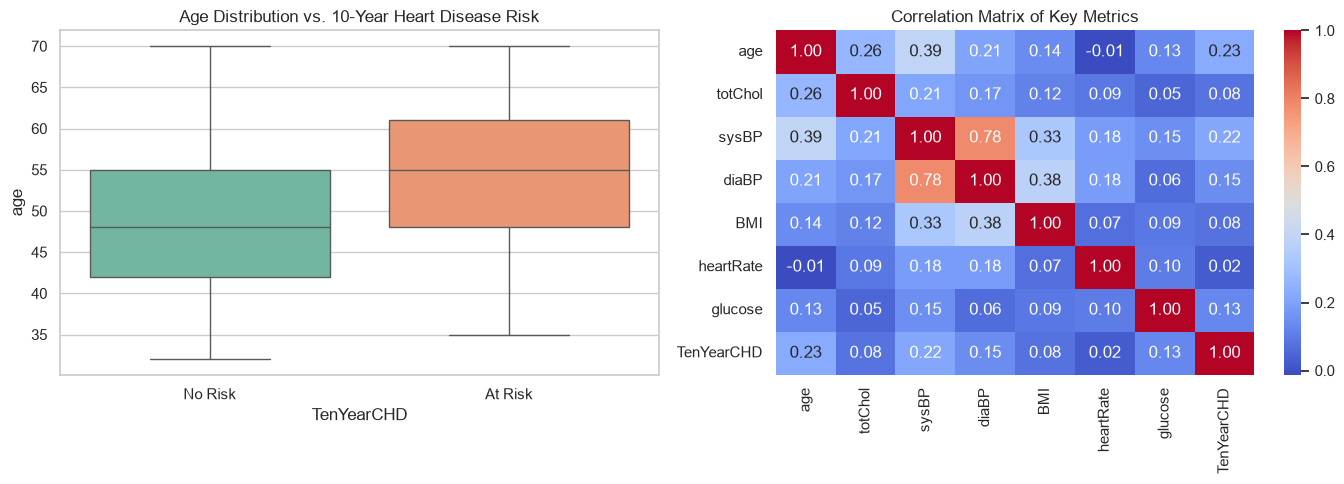 Age Distribution vs. 10-Year Heart Disease Risk
70
65
60
55
50
45
40
35
age
No Risk
At Risk
TenYearCHD
Correlation Matrix of Key Metrics
age 1.00 0.26 0.39 0.21 0.14 -0.01 0.13 0.23
totChol 0.26 1.00 0.21 0.17 0.12 0.09 0.05 0.08
sysBP 0.39 0.21 1.00 0.78 0.33 0.18 0.15 0.22
diaBP 0.21 0.17 0.78 1.00 0.38 0.18 0.06 0.15
BMI 0.14 0.12 0.33 0.38 1.00 0.07 0.09 0.08
heartRate -0.01 0.09 0.18 0.18 0.07 1.00 0.10 0.02
glucose 0.13 0.05 0.15 0.06 0.09 0.10 1.00 0.13
TenYearCHD 0.23 0.08 0.22 0.15 0.08 0.02 0.13 1.00
age
totChol
sysBP
diaBP
BMI
heartRate
glucose
TenYearCHD
1.0
0.8
0.6
0.4
0.2
0.0